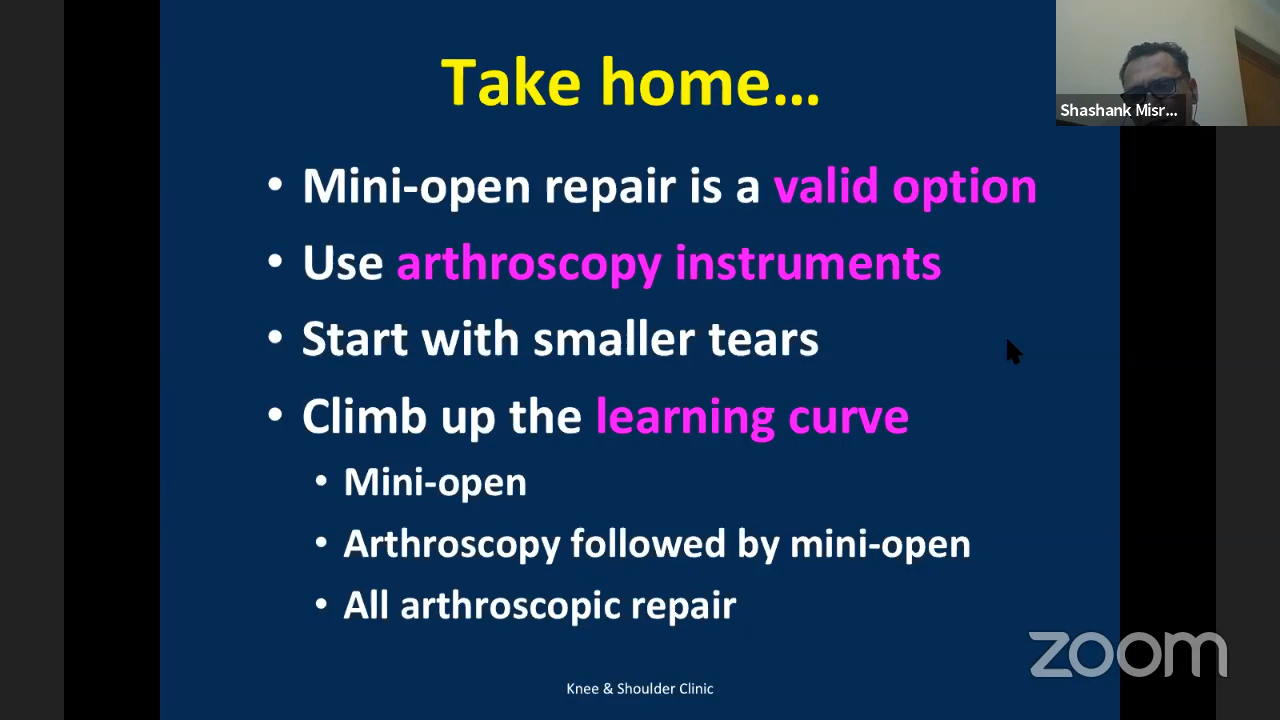 Take home...
Shashank Misr...
• Mini-open repair is a valid option
• Use arthroscopy instruments
• Start with smaller tears
• Climb up the learning curve
• Mini-open
• Arthroscopy followed by mini-open
• All arthroscopic repair
zoom
Knee & Shoulder Clinic